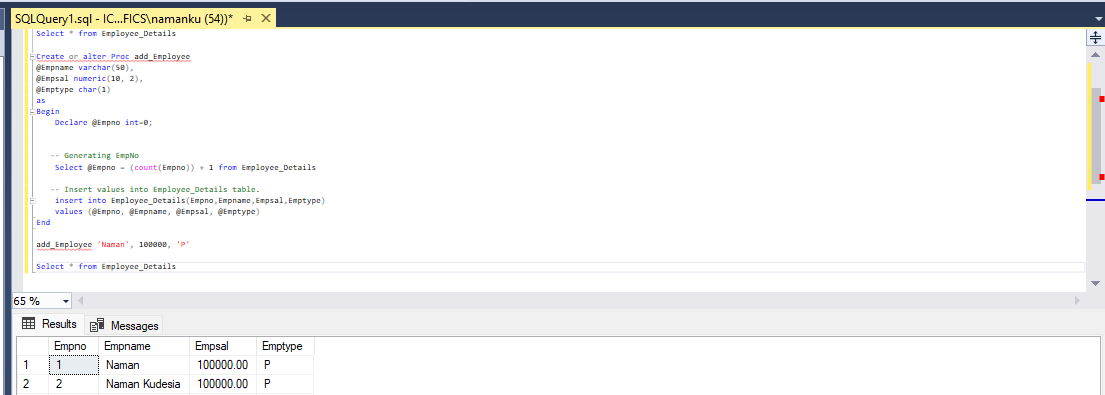 SQLQuery1.sql - IC...FICS\namanku (54))*
Select * from Employee_Details
Create or alter Proc add_Employee
@Empname varchar(50),
@Empsal numeric(10, 2),
@Emptype char(1)
as
Begin
Declare @Empno int=0;
-- Generating EmpNo
Select @Empno = (count(Empno)) + 1 from Employee_Details
-- Insert values into Employee_Details table.
insert into Employee_Details(Empno,Empname,Empsal,Emptype)
values (@Empno, @Empname, @Empsal, @Emptype)
End
add_Employee 'Naman', 100000, 'P'
Select * from Employee_Details
65 %
Results Messages
Empno Empname Empsal Emptype
1 1 Naman 100000.00 P
2 2 Naman Kudesia 100000.00 P